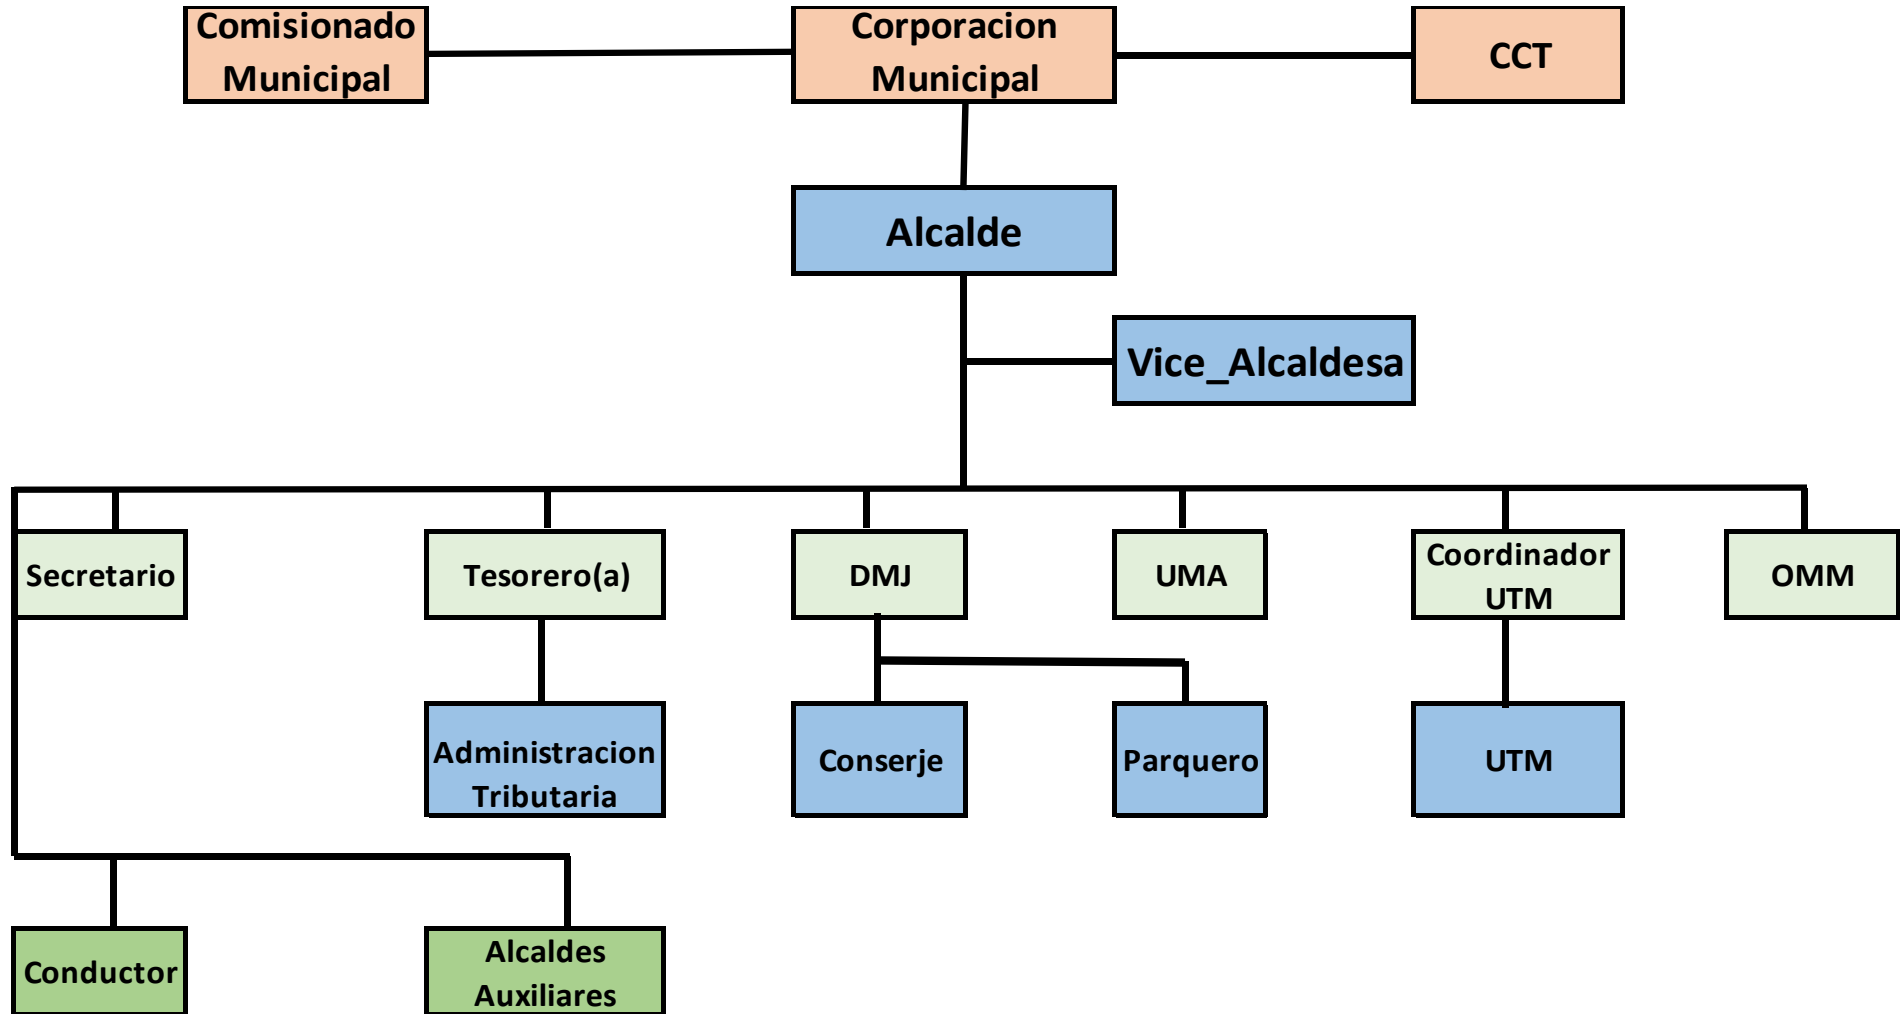 Comisionado
Municipal
Corporacion
Municipal
CCT
Alcalde
Vice_Alcaldesa
Secretario
Tesorero(a)
DMJ
UMA
Coordinador
UTM
OMM
Administracion
Tributaria
Conserje
Parquero
UTM
Conductor
Alcaldes
Auxiliares